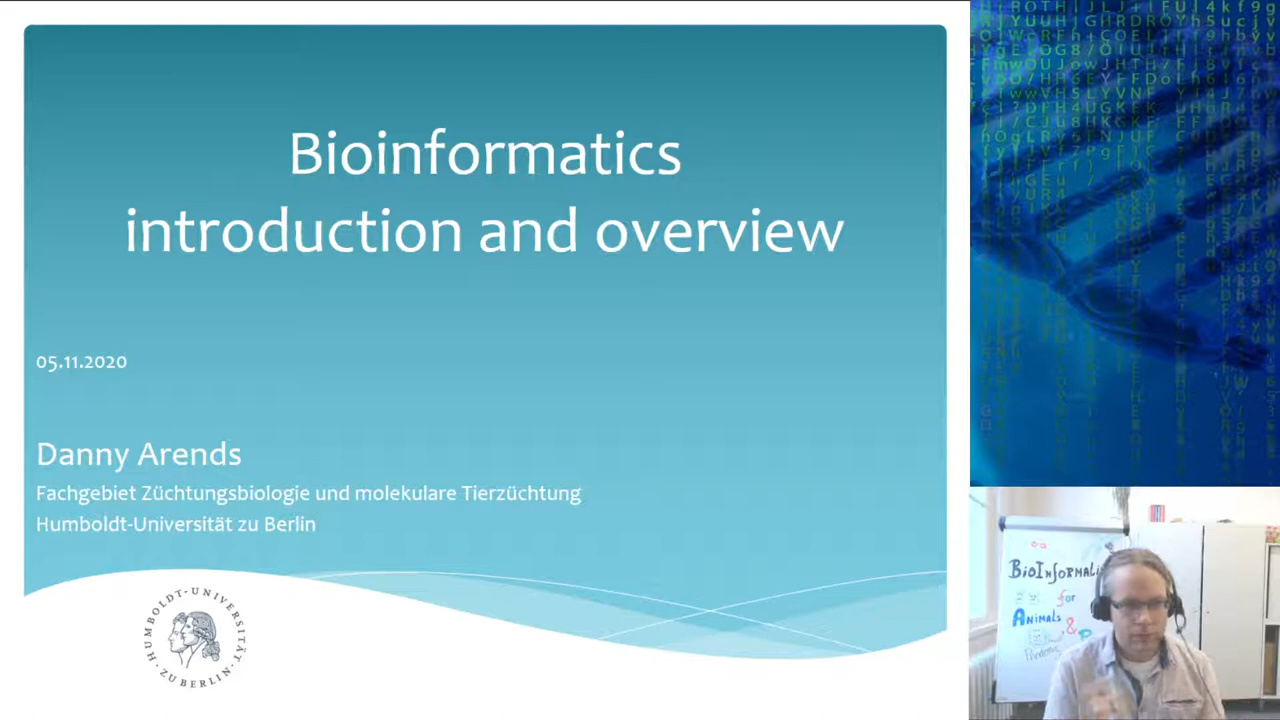 Bioinformatics
introduction and overview
05.11.2020
Danny Arends
Fachgebiet Züchtungsbiologie und molekulare Tierzüchtung
Humboldt-Universität zu Berlin
HUMBOLDT-UNIVERSITÄT
ZU BERLIN
for
ANIMALS
&